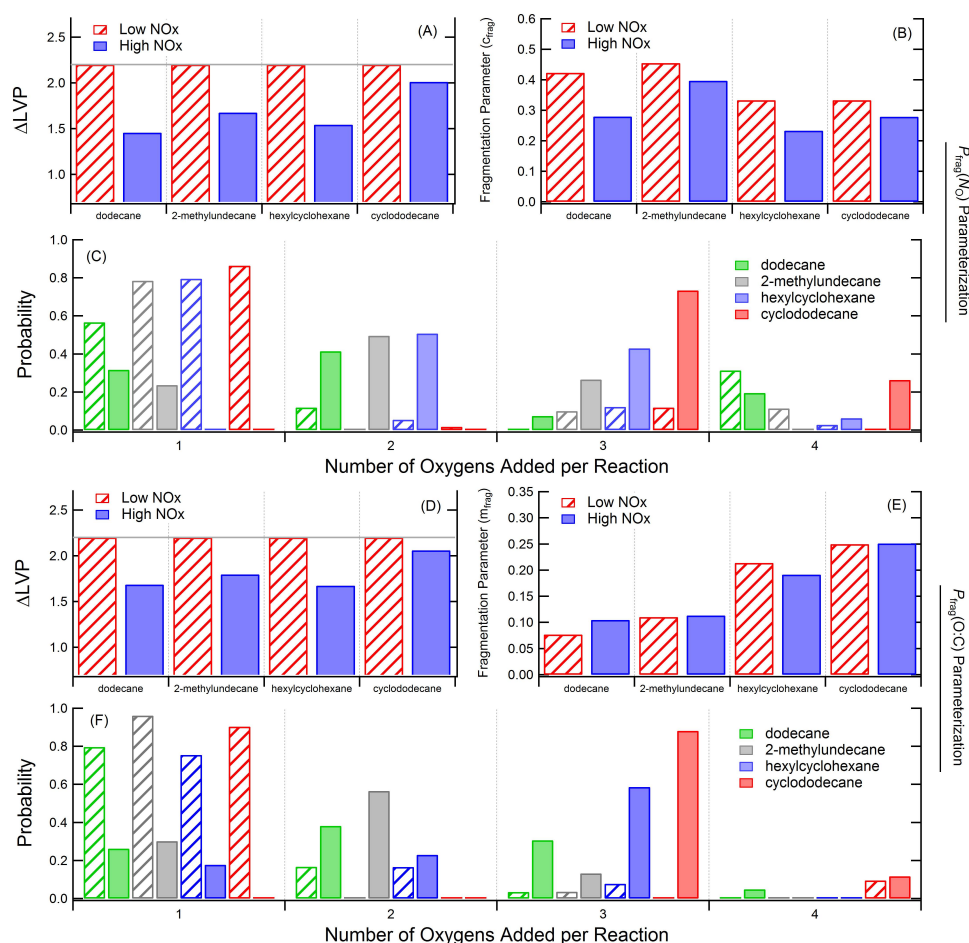 Low NOx
High NOx
(A)
ΔLVP
2.5
2.0
1.5
1.0
dodecane
2-methylundecane
hexylcyclohexane
cyclododecane
Low NOx
High NOx
(B)
Fragmentation Parameter (c_frag)
0.6
0.5
0.4
0.3
0.2
0.1
0.0
dodecane
2-methylundecane
hexylcyclohexane
cyclododecane
P_frag(N_O) Parameterization
(C)
Probability
1.0
0.8
0.6
0.4
0.2
0.0
dodecane
2-methylundecane
hexylcyclohexane
cyclododecane
1
2
3
4
Number of Oxygens Added per Reaction
Low NOx
High NOx
(D)
ΔLVP
2.5
2.0
1.5
1.0
dodecane
2-methylundecane
hexylcyclohexane
cyclododecane
Low NOx
High NOx
(E)
Fragmentation Parameter (m_frag)
0.35
0.30
0.25
0.20
0.15
0.10
0.05
0.00
dodecane
2-methylundecane
hexylcyclohexane
cyclododecane
P_frag(O:C) Parameterization
(F)
Probability
1.0
0.8
0.6
0.4
0.2
0.0
dodecane
2-methylundecane
hexylcyclohexane
cyclododecane
1
2
3
4
Number of Oxygens Added per Reaction